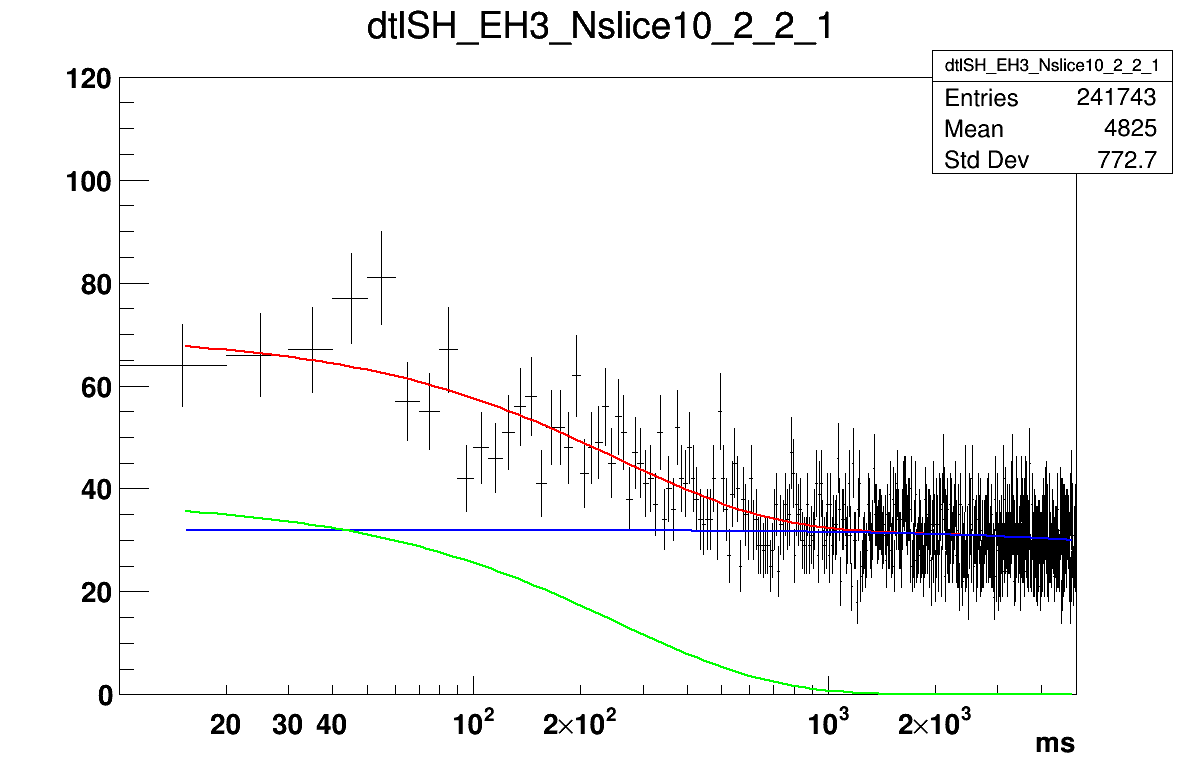 dtlSH_EH3_Nslice10_2_2_1
dtlSH_EH3_Nslice10_2_2_1
Entries 241743
Mean 4825
Std Dev 772.7
120
100
80
60
40
20
0
20 30 40 10² 2×10² 10³ 2×10³
ms